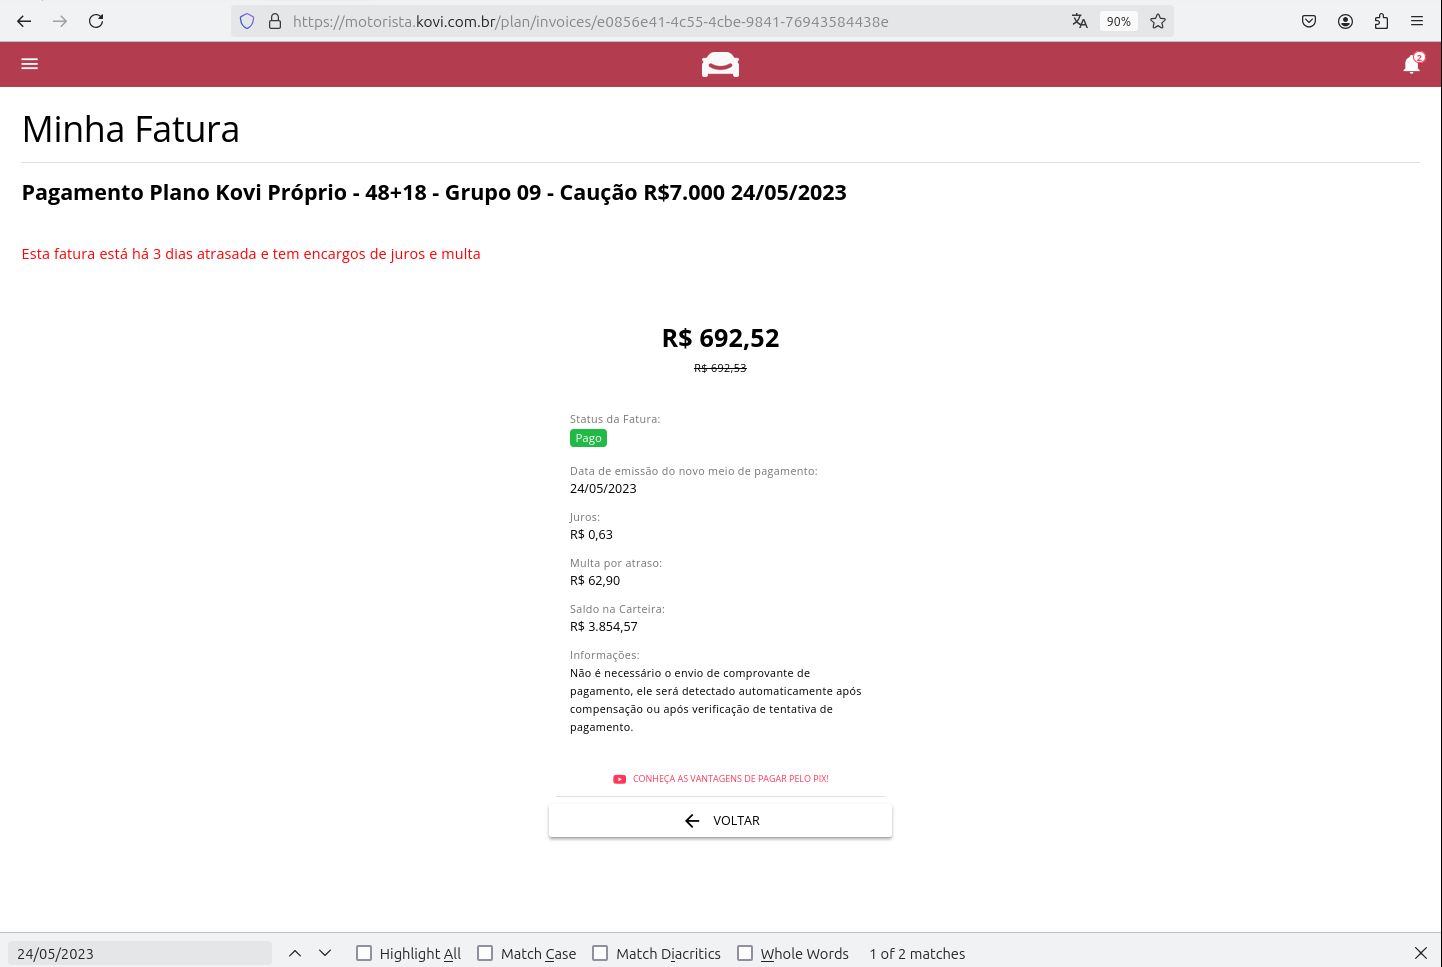 https://motorista.kovi.com.br/plan/invoices/e0856e41-4c55-4cbe-9841-76943584438e
90%
2
Minha Fatura
Pagamento Plano Kovi Próprio - 48+18 - Grupo 09 - Caução R$7.000 24/05/2023
Esta fatura está há 3 dias atrasada e tem encargos de juros e multa
R$ 692,52
R$ 692,53
Status da Fatura:
Pago
Data de emissão do novo meio de pagamento:
24/05/2023
Juros:
R$ 0,63
Multa por atraso:
R$ 62,90
Saldo na Carteira:
R$ 3.854,57
Informações:
Não é necessário o envio de comprovante de
pagamento, ele será detectado automaticamente após
compensação ou após verificação de tentativa de
pagamento.
CONHEÇA AS VANTAGENS DE PAGAR PELO PIX!
VOLTAR
24/05/2023 Highlight All Match Case Match Diacritics Whole Words 1 of 2 matches